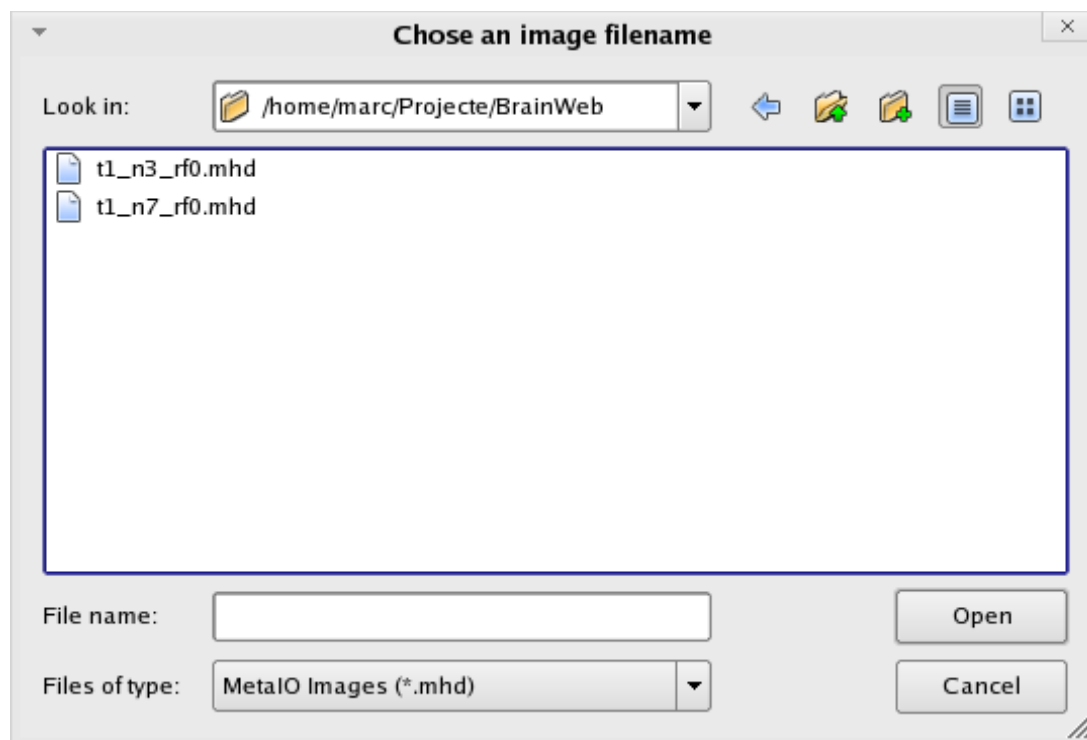 Chose an image filename
Look in: /home/marc/Projecte/BrainWeb
t1_n3_rf0.mhd
t1_n7_rf0.mhd
File name: Open
Files of type: MetaIO Images (*.mhd) Cancel